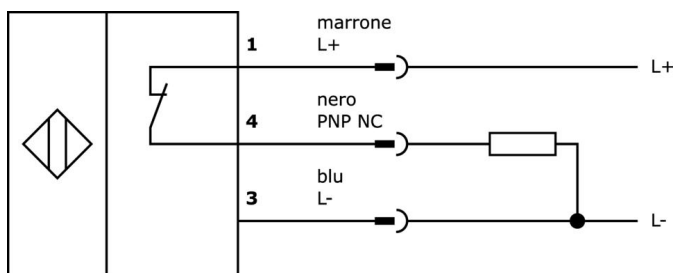 marrone
1 L+
L+
nero
4 PNP NC
blu
3 L-
L-